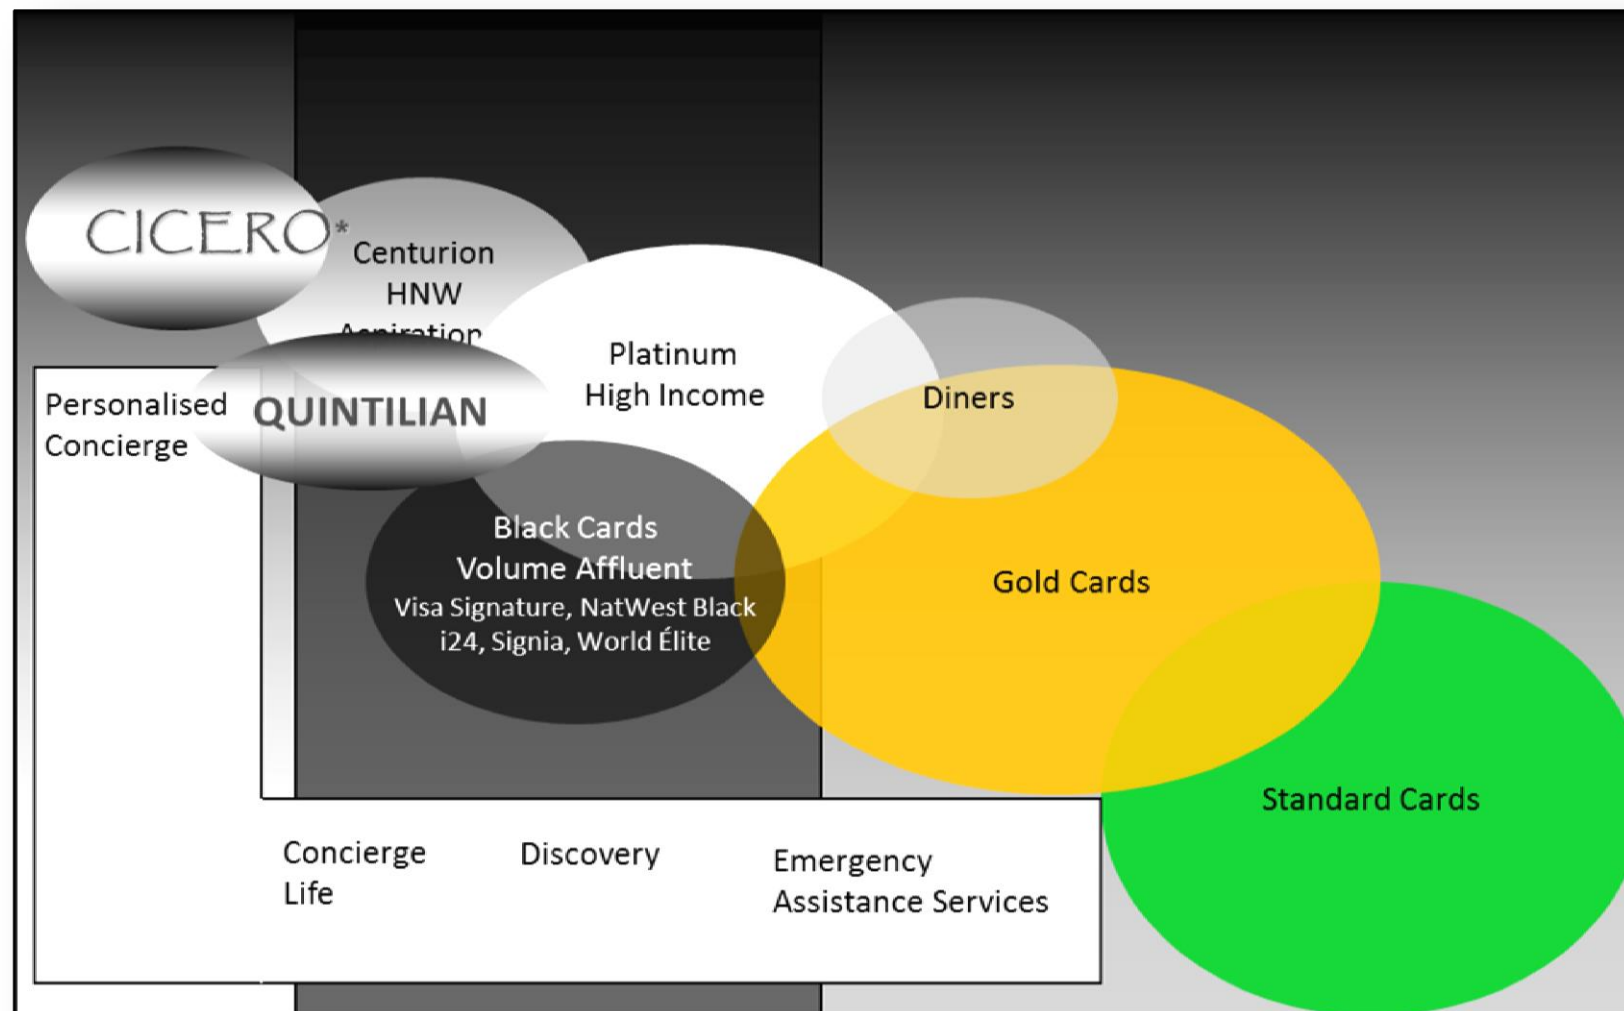 CICERO*
Centurion
HNW
Aspiration
Platinum
High Income
Diners
Personalised
Concierge
QUINTILIAN
Black Cards
Volume Affluent
Visa Signature, NatWest Black
i24, Signia, World Élite
Gold Cards
Standard Cards
Concierge
Life
Discovery
Emergency
Assistance Services